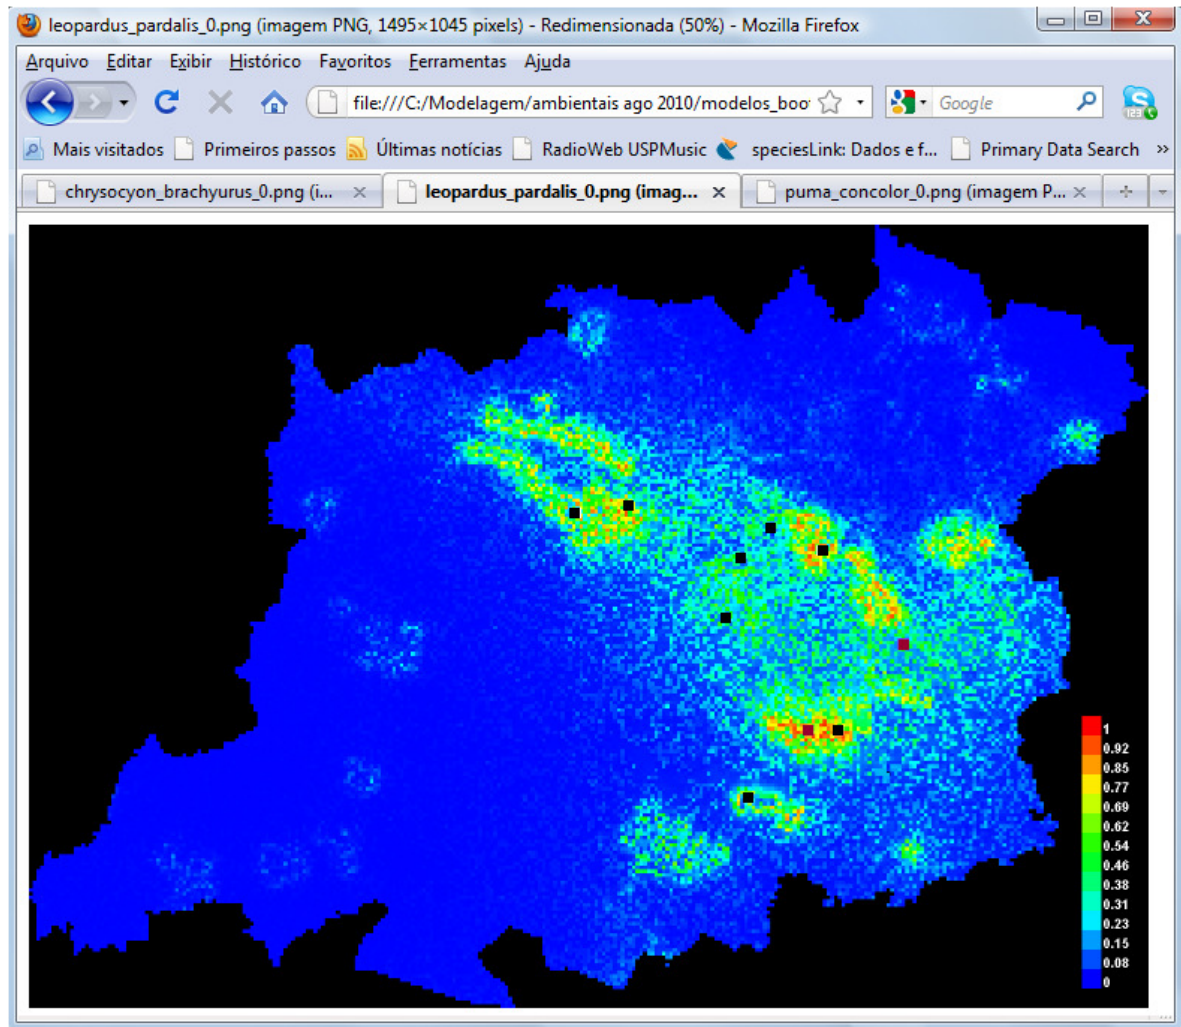 leopardus_pardalis_0.png (imagem PNG, 1495×1045 pixels) - Redimensionada (50%) - Mozilla Firefox
Arquivo Editar Exibir Histórico Favoritos Ferramentas Ajuda
file:///C:/Modelagem/ambientais ago 2010/modelos_boo Google
Mais visitados Primeiros passos Últimas notícias RadioWeb USPMusic speciesLink: Dados e f... Primary Data Search »
chrysocyon_brachyurus_0.png (i... leopardus_pardalis_0.png (imag... puma_concolor_0.png (imagem P...
1
0.92
0.85
0.77
0.69
0.62
0.54
0.46
0.38
0.31
0.23
0.15
0.08
0